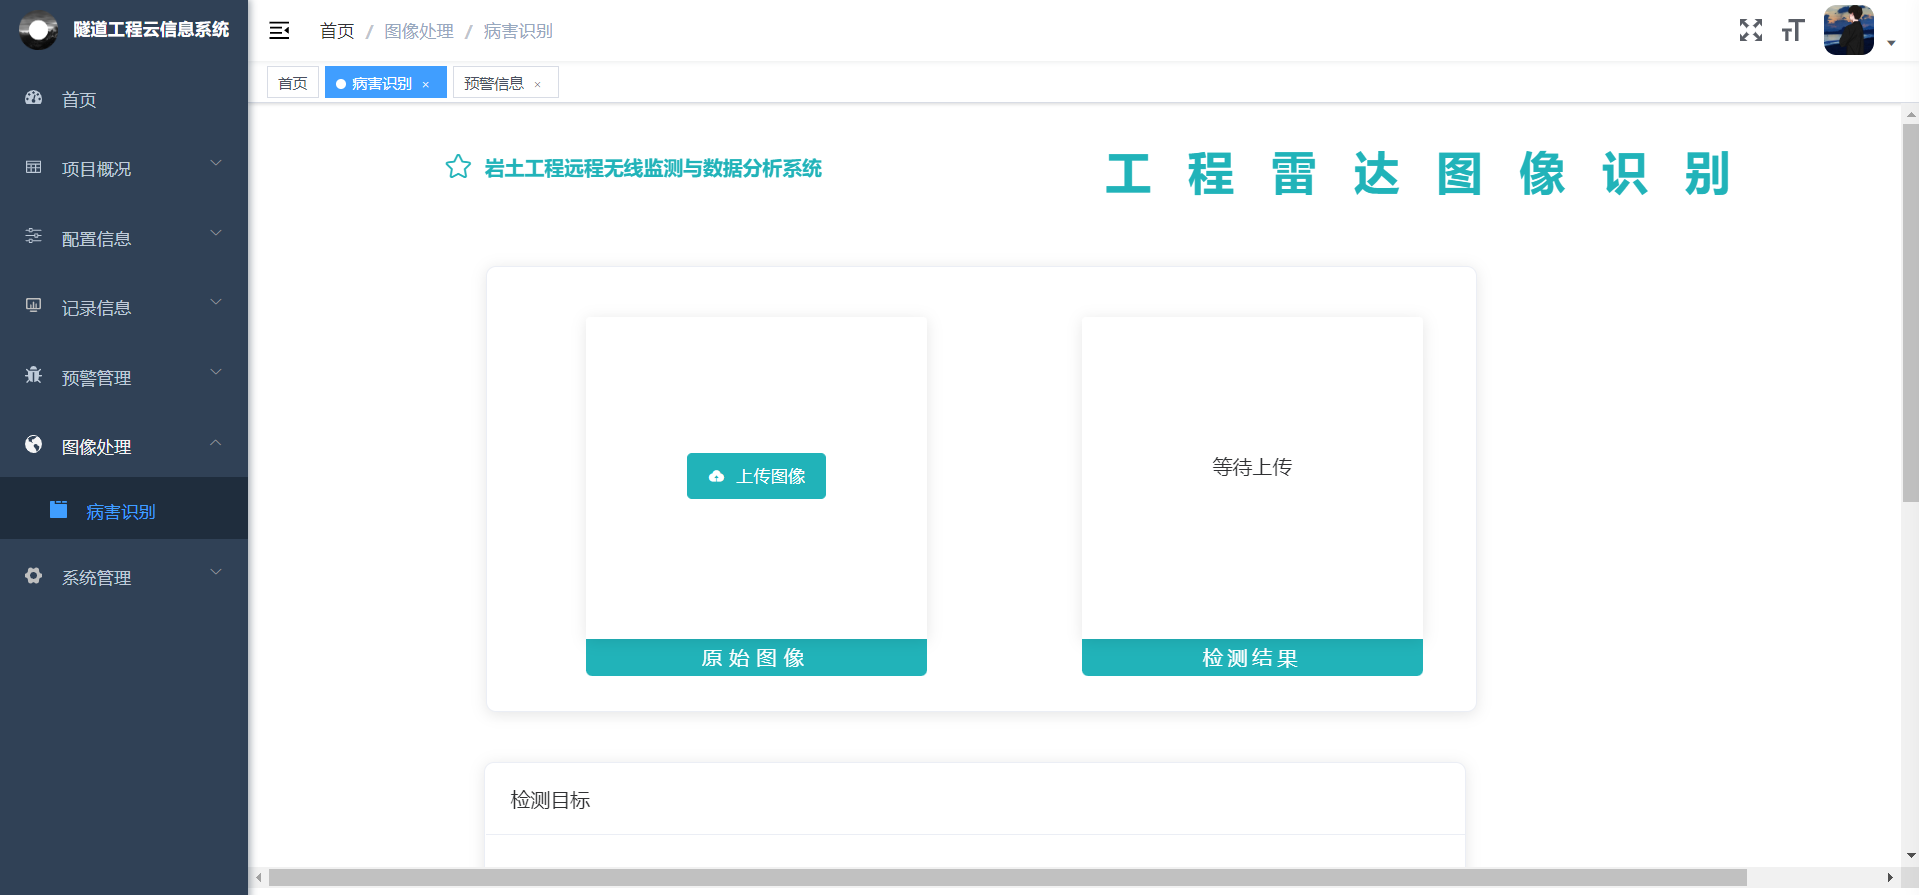 隧道工程云信息系统
首页 / 图像处理 / 病害识别
首页
病害识别 ×
预警信息 ×
首页
项目概况
配置信息
记录信息
预警管理
图像处理
病害识别
系统管理
岩土工程远程无线监测与数据分析系统
工程雷达图像识别
上传图像
原始图像
等待上传
检测结果
检测目标